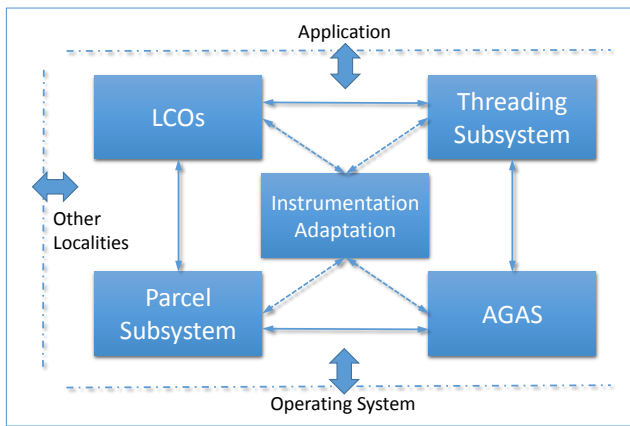 Application
LCOs
Threading
Subsystem
Instrumentation
Adaptation
Other
Localities
Parcel
Subsystem
AGAS
Operating System